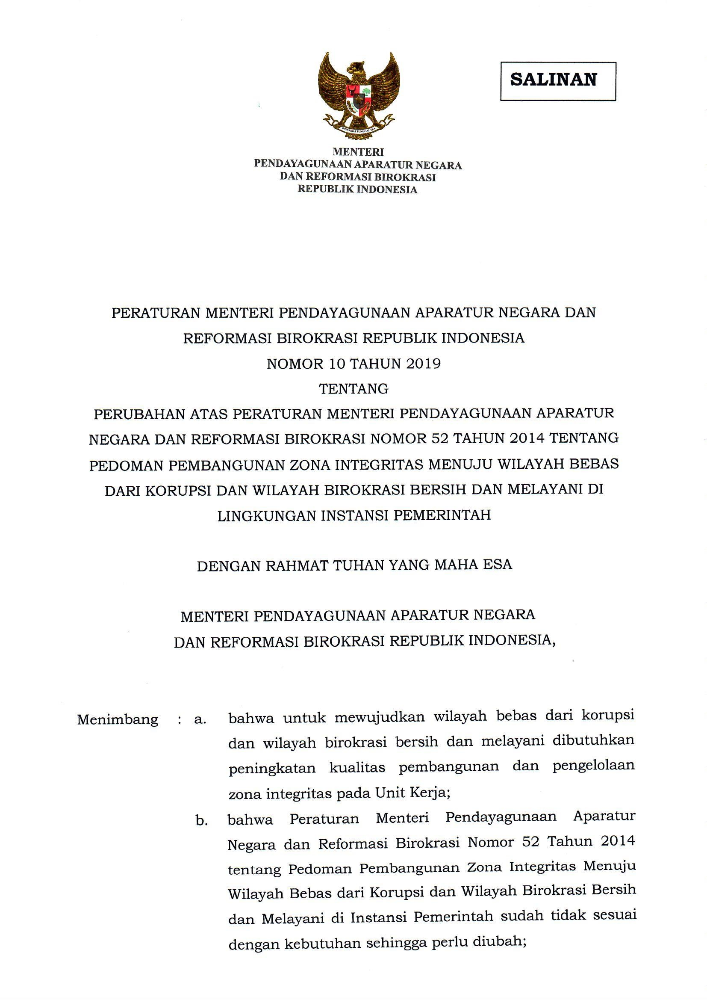 SALINAN
BHINNEKA TUNGGAL IKA
MENTERI
PENDAYAGUNAAN APARATUR NEGARA
DAN REFORMASI BIROKRASI
REPUBLIK INDONESIA
PERATURAN MENTERI PENDAYAGUNAAN APARATUR NEGARA DAN
REFORMASI BIROKRASI REPUBLIK INDONESIA
NOMOR 10 TAHUN 2019
TENTANG
PERUBAHAN ATAS PERATURAN MENTERI PENDAYAGUNAAN APARATUR
NEGARA DAN REFORMASI BIROKRASI NOMOR 52 TAHUN 2014 TENTANG
PEDOMAN PEMBANGUNAN ZONA INTEGRITAS MENUJU WILAYAH BEBAS
DARI KORUPSI DAN WILAYAH BIROKRASI BERSIH DAN MELAYANI DI
LINGKUNGAN INSTANSI PEMERINTAH
DENGAN RAHMAT TUHAN YANG MAHA ESA
MENTERI PENDAYAGUNAAN APARATUR NEGARA
DAN REFORMASI BIROKRASI REPUBLIK INDONESIA,
Menimbang : a. bahwa untuk mewujudkan wilayah bebas dari korupsi
dan wilayah birokrasi bersih dan melayani dibutuhkan
peningkatan kualitas pembangunan dan pengelolaan
zona integritas pada Unit Kerja;
b. bahwa Peraturan Menteri Pendayagunaan Aparatur
Negara dan Reformasi Birokrasi Nomor 52 Tahun 2014
tentang Pedoman Pembangunan Zona Integritas Menuju
Wilayah Bebas dari Korupsi dan Wilayah Birokrasi Bersih
dan Melayani di Instansi Pemerintah sudah tidak sesuai
dengan kebutuhan sehingga perlu diubah;